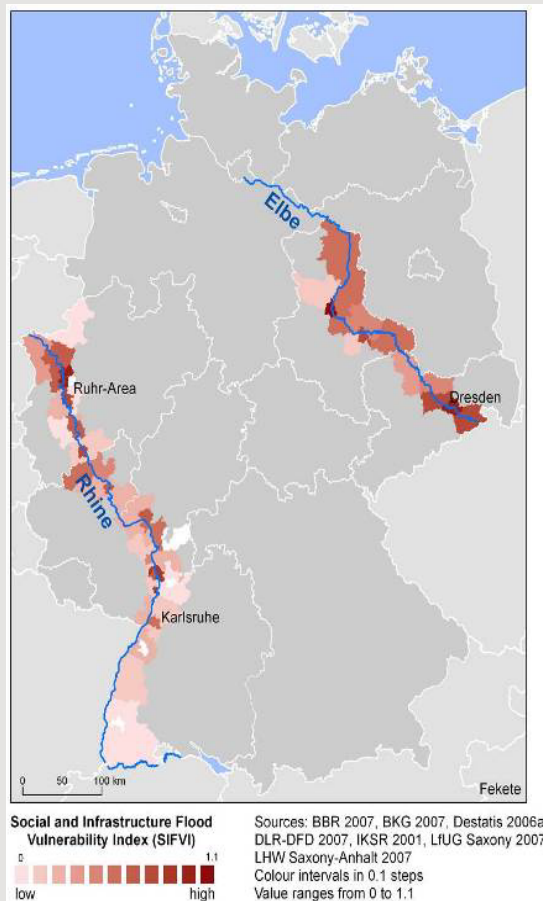 Elbe
Ruhr-Area
Dresden
Rhine
Karlsruhe
0 50 100 km
Fekete
Social and Infrastructure Flood
Vulnerability Index (SIFVI)
0 1.1
low high
Sources: BBR 2007, BKG 2007, Destatis 2006a
DLR-DFD 2007, IKSR 2001, LfUG Saxony 2007
LHW Saxony-Anhalt 2007
Colour intervals in 0.1 steps
Value ranges from 0 to 1.1